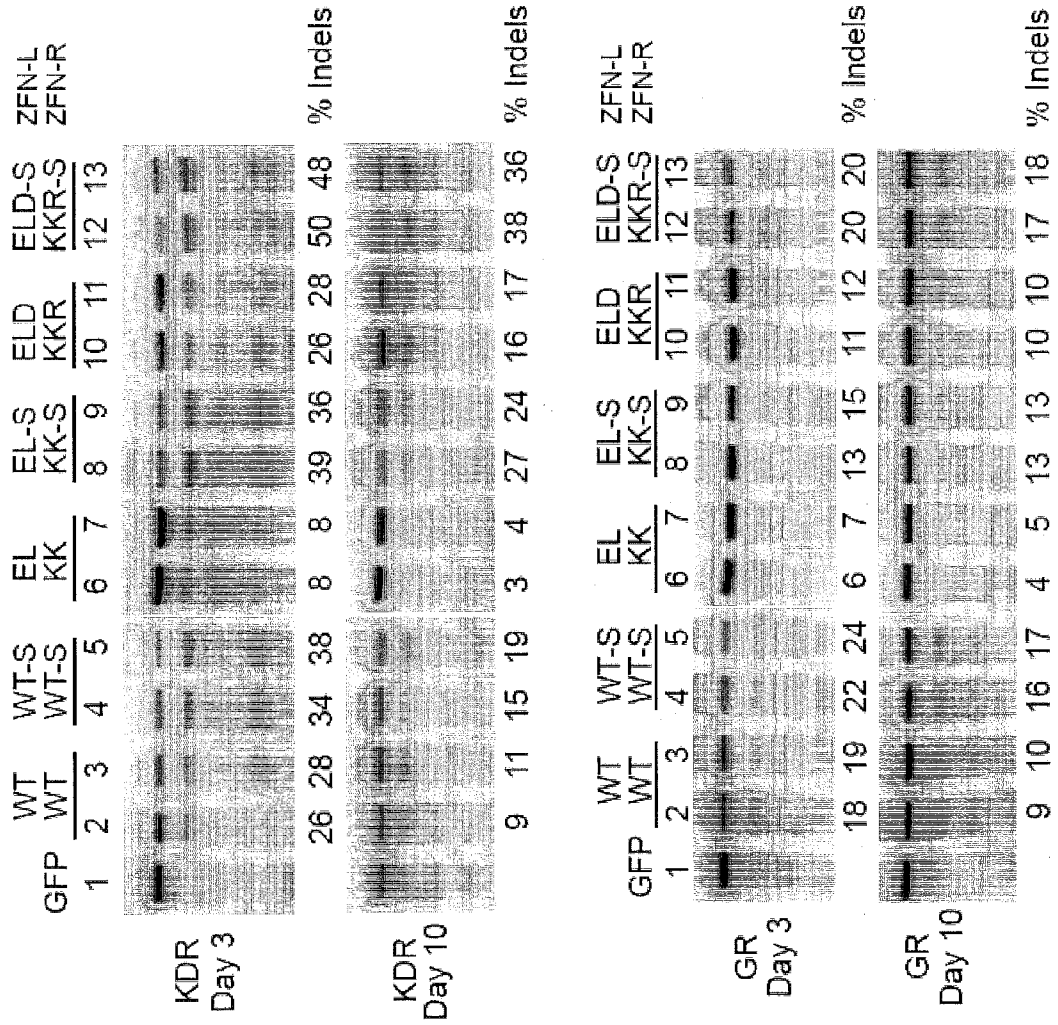 GFP WT WT-S EL EL-S ELD ELD-S ZFN-L
WT WT-S KK KK-S KKR KKR-S ZFN-R
1 2 3 4 5 6 7 8 9 10 11 12 13
KDR
Day 3
26 28 34 38 8 8 39 36 26 28 50 48 % Indels
KDR
Day 10
9 11 15 19 3 4 27 24 16 17 38 36 % Indels
GFP WT WT-S EL EL-S ELD ELD-S ZFN-L
WT WT-S KK KK-S KKR KKR-S ZFN-R
1 2 3 4 5 6 7 8 9 10 11 12 13
GR
Day 3
18 19 22 24 6 7 13 15 11 12 20 20 % Indels
GR
Day 10
9 10 16 17 4 5 13 13 10 10 17 18 % Indels